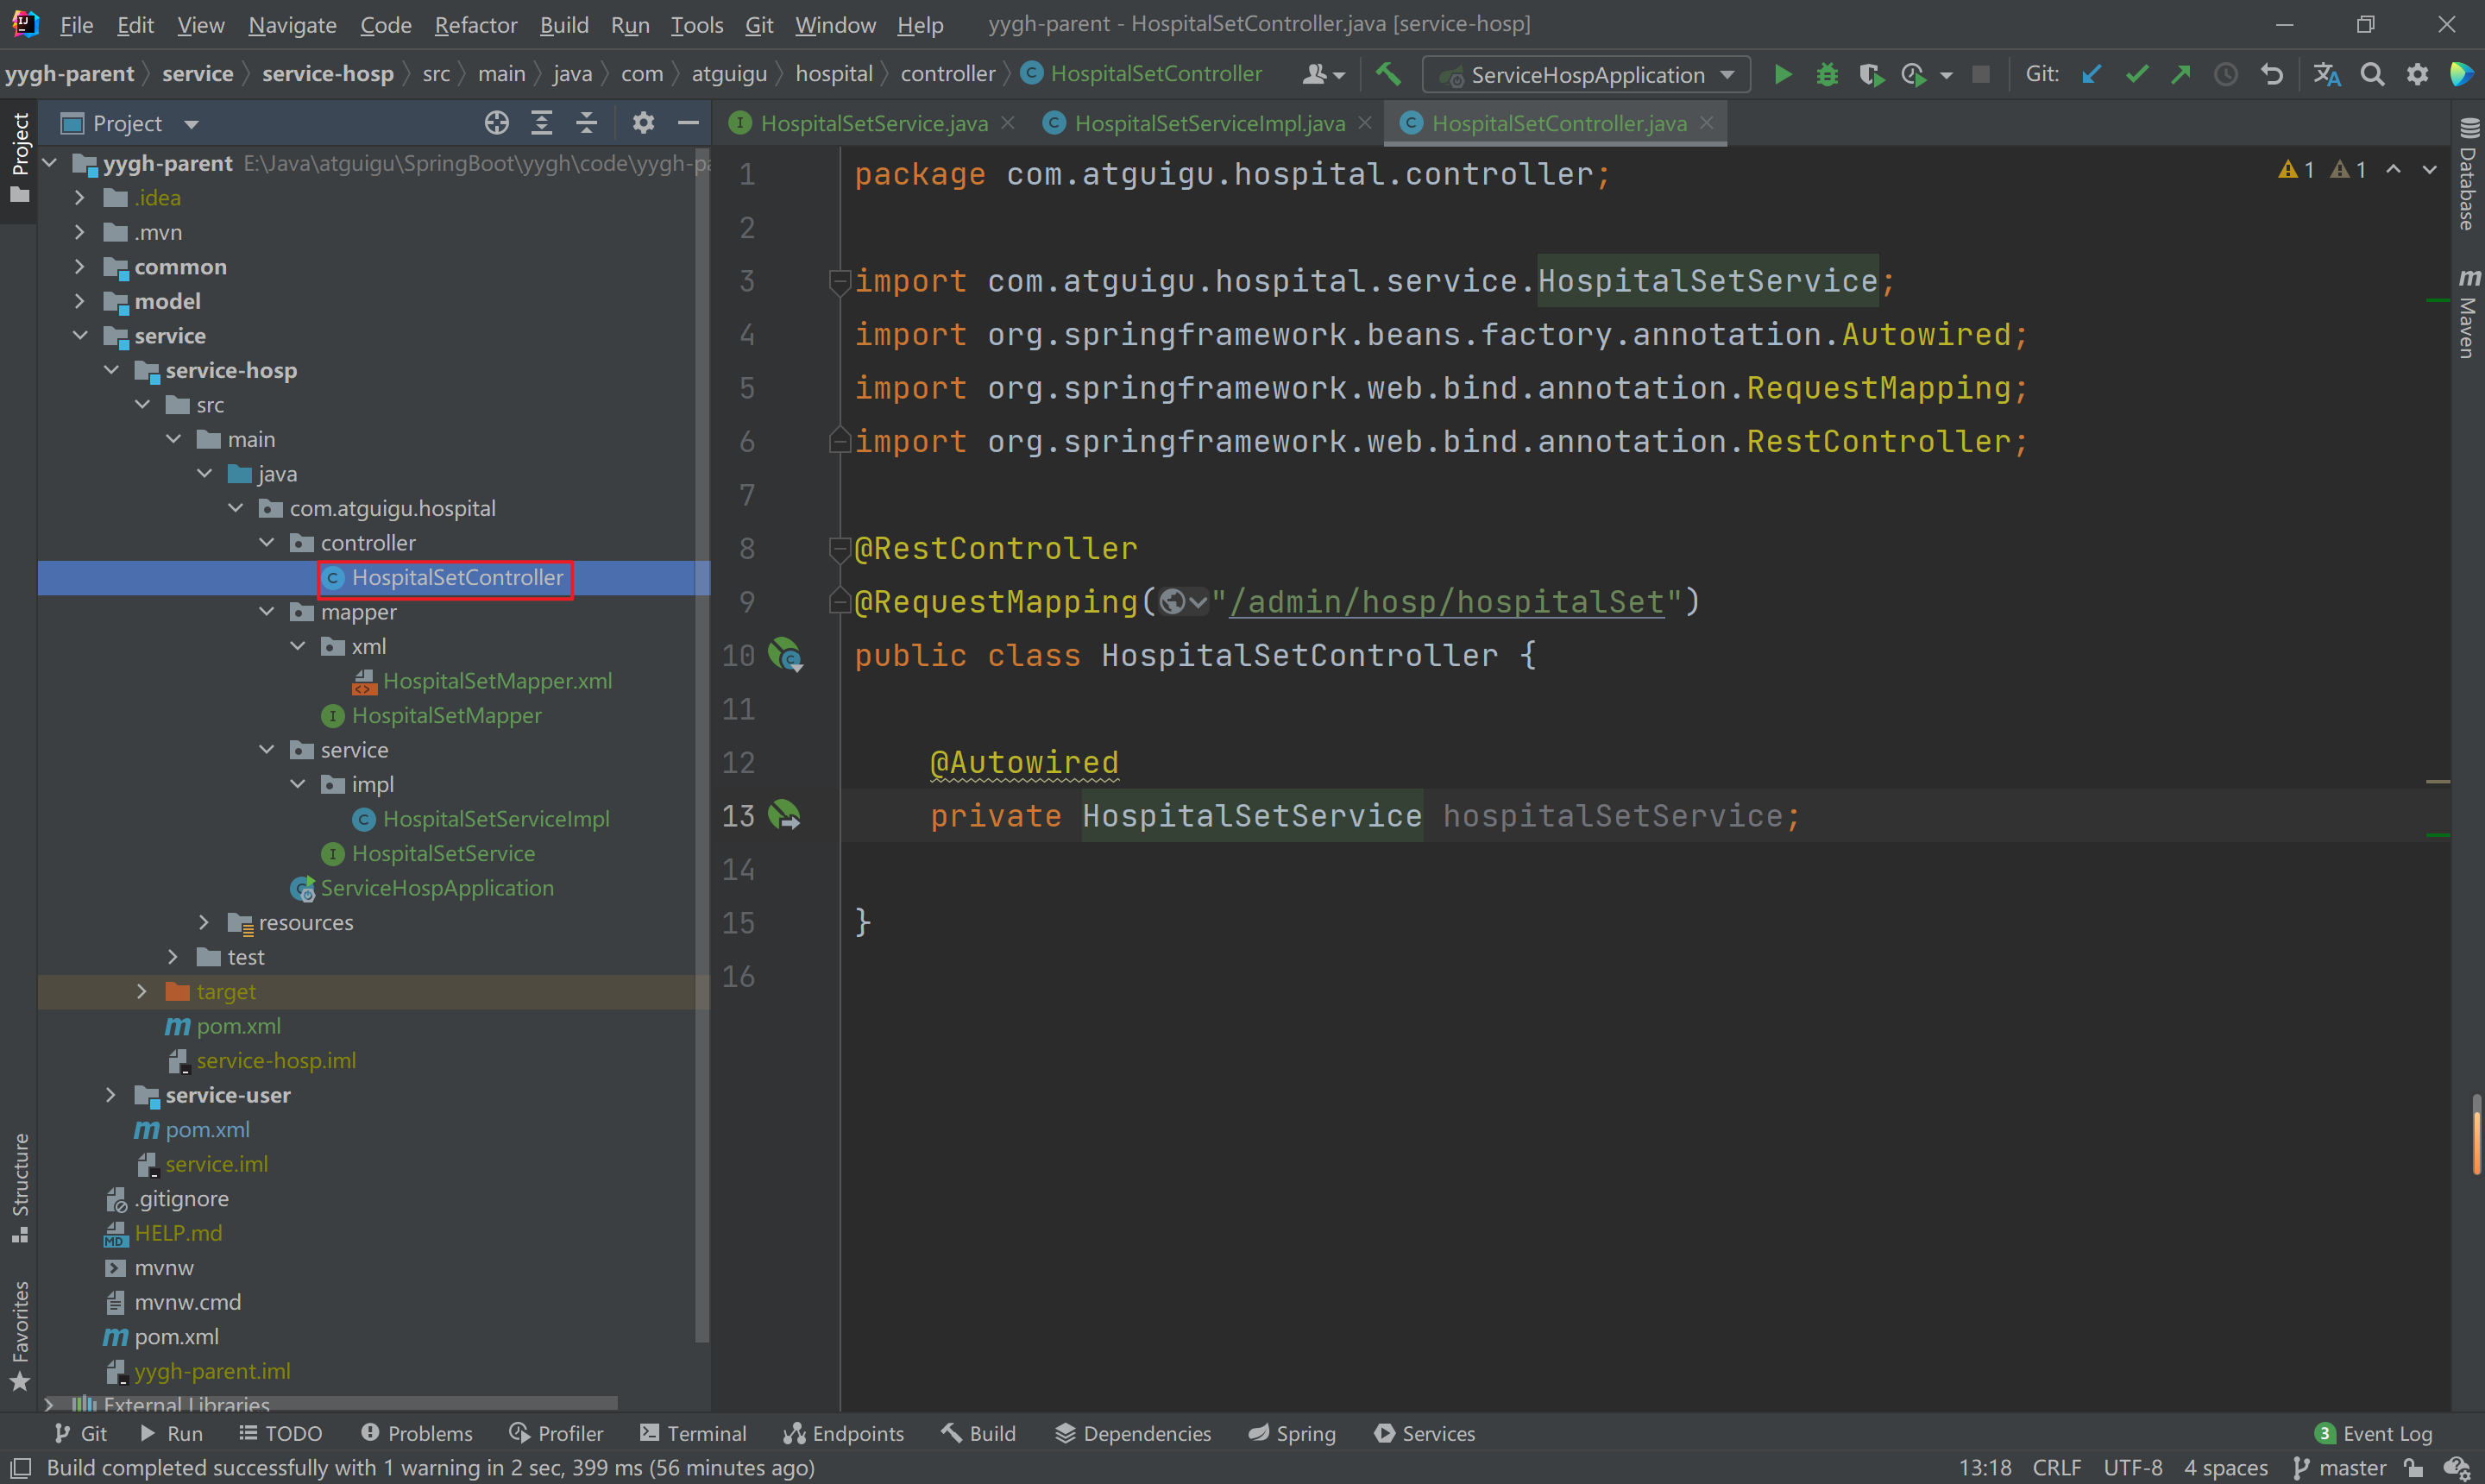 File Edit View Navigate Code Refactor Build Run Tools Git Window Help yygh-parent - HospitalSetController.java [service-hosp]
yygh-parent service service-hosp src main java com atguigu hospital controller HospitalSetController ServiceHospApplication Git:
Project
HospitalSetService.java HospitalSetServiceImpl.java HospitalSetController.java
Project
Structure
Favorites
yygh-parent E:\Java\atguigu\SpringBoot\yygh\code\yygh-pa
.idea
.mvn
common
model
service
service-hosp
src
main
java
com.atguigu.hospital
controller
HospitalSetController
mapper
xml
HospitalSetMapper.xml
HospitalSetMapper
service
impl
HospitalSetServiceImpl
HospitalSetService
ServiceHospApplication
resources
test
target
pom.xml
service-hosp.iml
service-user
pom.xml
service.iml
.gitignore
HELP.md
mvnw
mvnw.cmd
pom.xml
yygh-parent.iml
External Libraries
1 package com.atguigu.hospital.controller;
2
3 import com.atguigu.hospital.service.HospitalSetService;
4 import org.springframework.beans.factory.annotation.Autowired;
5 import org.springframework.web.bind.annotation.RequestMapping;
6 import org.springframework.web.bind.annotation.RestController;
7
8 @RestController
9 @RequestMapping("/admin/hosp/hospitalSet")
10 public class HospitalSetController {
11
12 @Autowired
13 private HospitalSetService hospitalSetService;
14
15 }
16
1 1
Database
Maven
Git Run TODO Problems Profiler Terminal Endpoints Build Dependencies Spring Services 3 Event Log
Build completed successfully with 1 warning in 2 sec, 399 ms (56 minutes ago) 13:18 CRLF UTF-8 4 spaces master